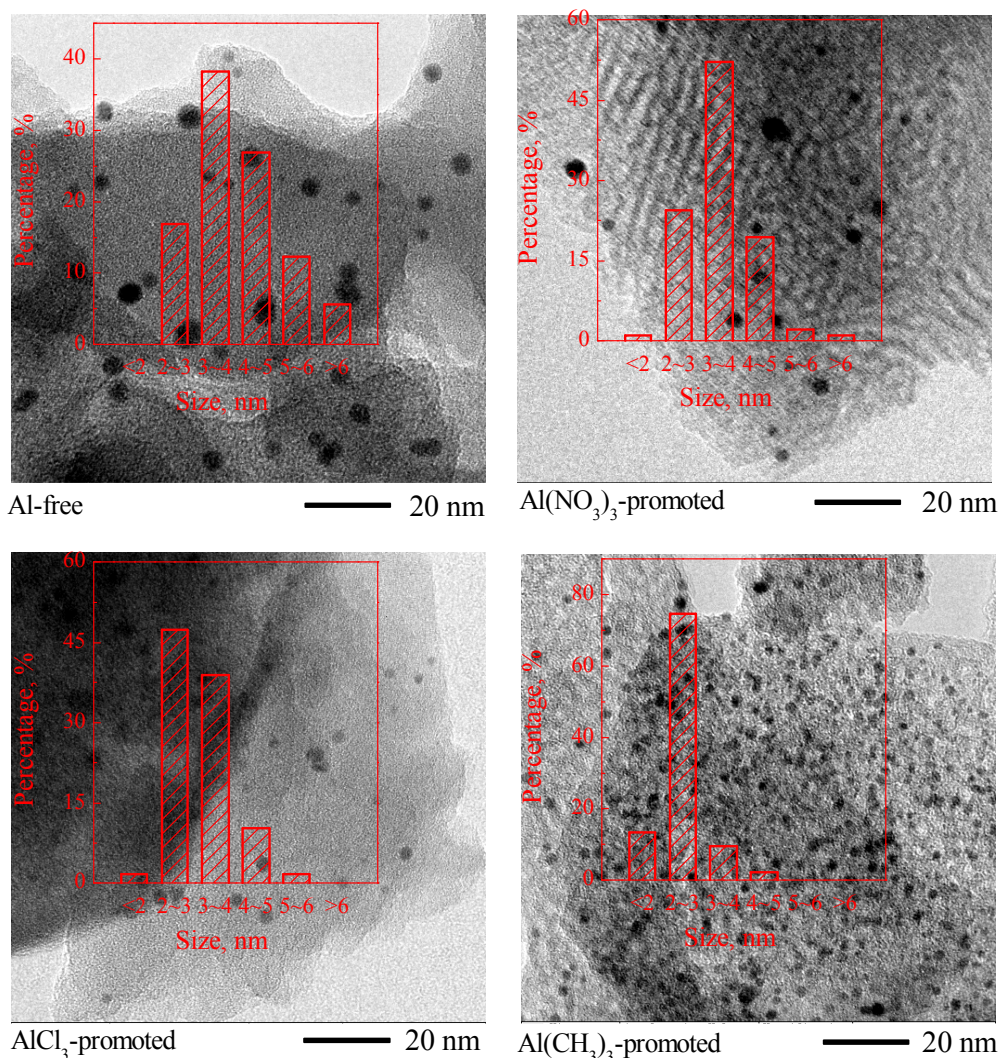 40
30
20
10
0
Percentage, %
<2 2~3 3~4 4~5 5~6 >6
Size, nm
Al-free
20 nm
60
45
30
15
0
Percentage, %
<2 2~3 3~4 4~5 5~6 >6
Size, nm
Al(NO₃)₃-promoted
20 nm
60
45
30
15
0
Percentage, %
<2 2~3 3~4 4~5 5~6 >6
Size, nm
AlCl₃-promoted
20 nm
80
60
40
20
0
Percentage, %
<2 2~3 3~4 4~5 5~6 >6
Size, nm
Al(CH₃)₃-promoted
20 nm